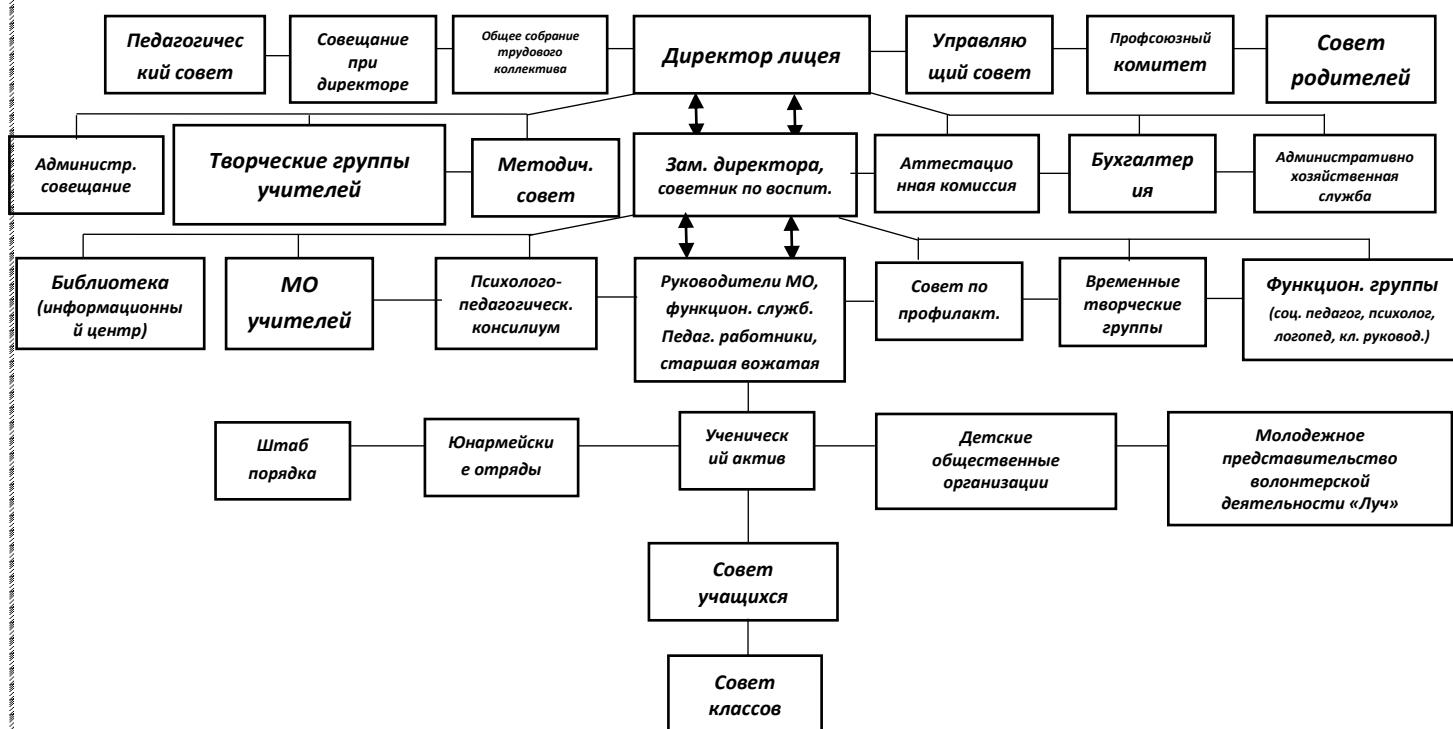 Педагогичес
кий совет
Совещание
при
директоре
Общее собрание
трудового
коллектива
Директор лицея
Управляю
щий совет
Профсоюзный
комитет
Совет
родителей
Администр.
совещание
Творческие группы
учителей
Методич.
совет
Зам. директора,
советник по воспит.
Аттестацио
нная комиссия
Бухгалтер
ия
Административно
хозяйственная
служба
Библиотека
(информационны
й центр)
МО
учителей
Психолого-
педагогическ.
консилиум
Руководители МО,
функцион. служб.
Педаг. работники,
старшая вожатая
Совет по
профилакт.
Временные
творческие
группы
Функцион. группы
(соц. педагог, психолог,
логопед, кл. руковод.)
Штаб
порядка
Юнармейски
е отряды
Ученическ
ий актив
Детские
общественные
организации
Молодежное
представительство
волонтерской
деятельности «Луч»
Совет
учащихся
Совет
классов